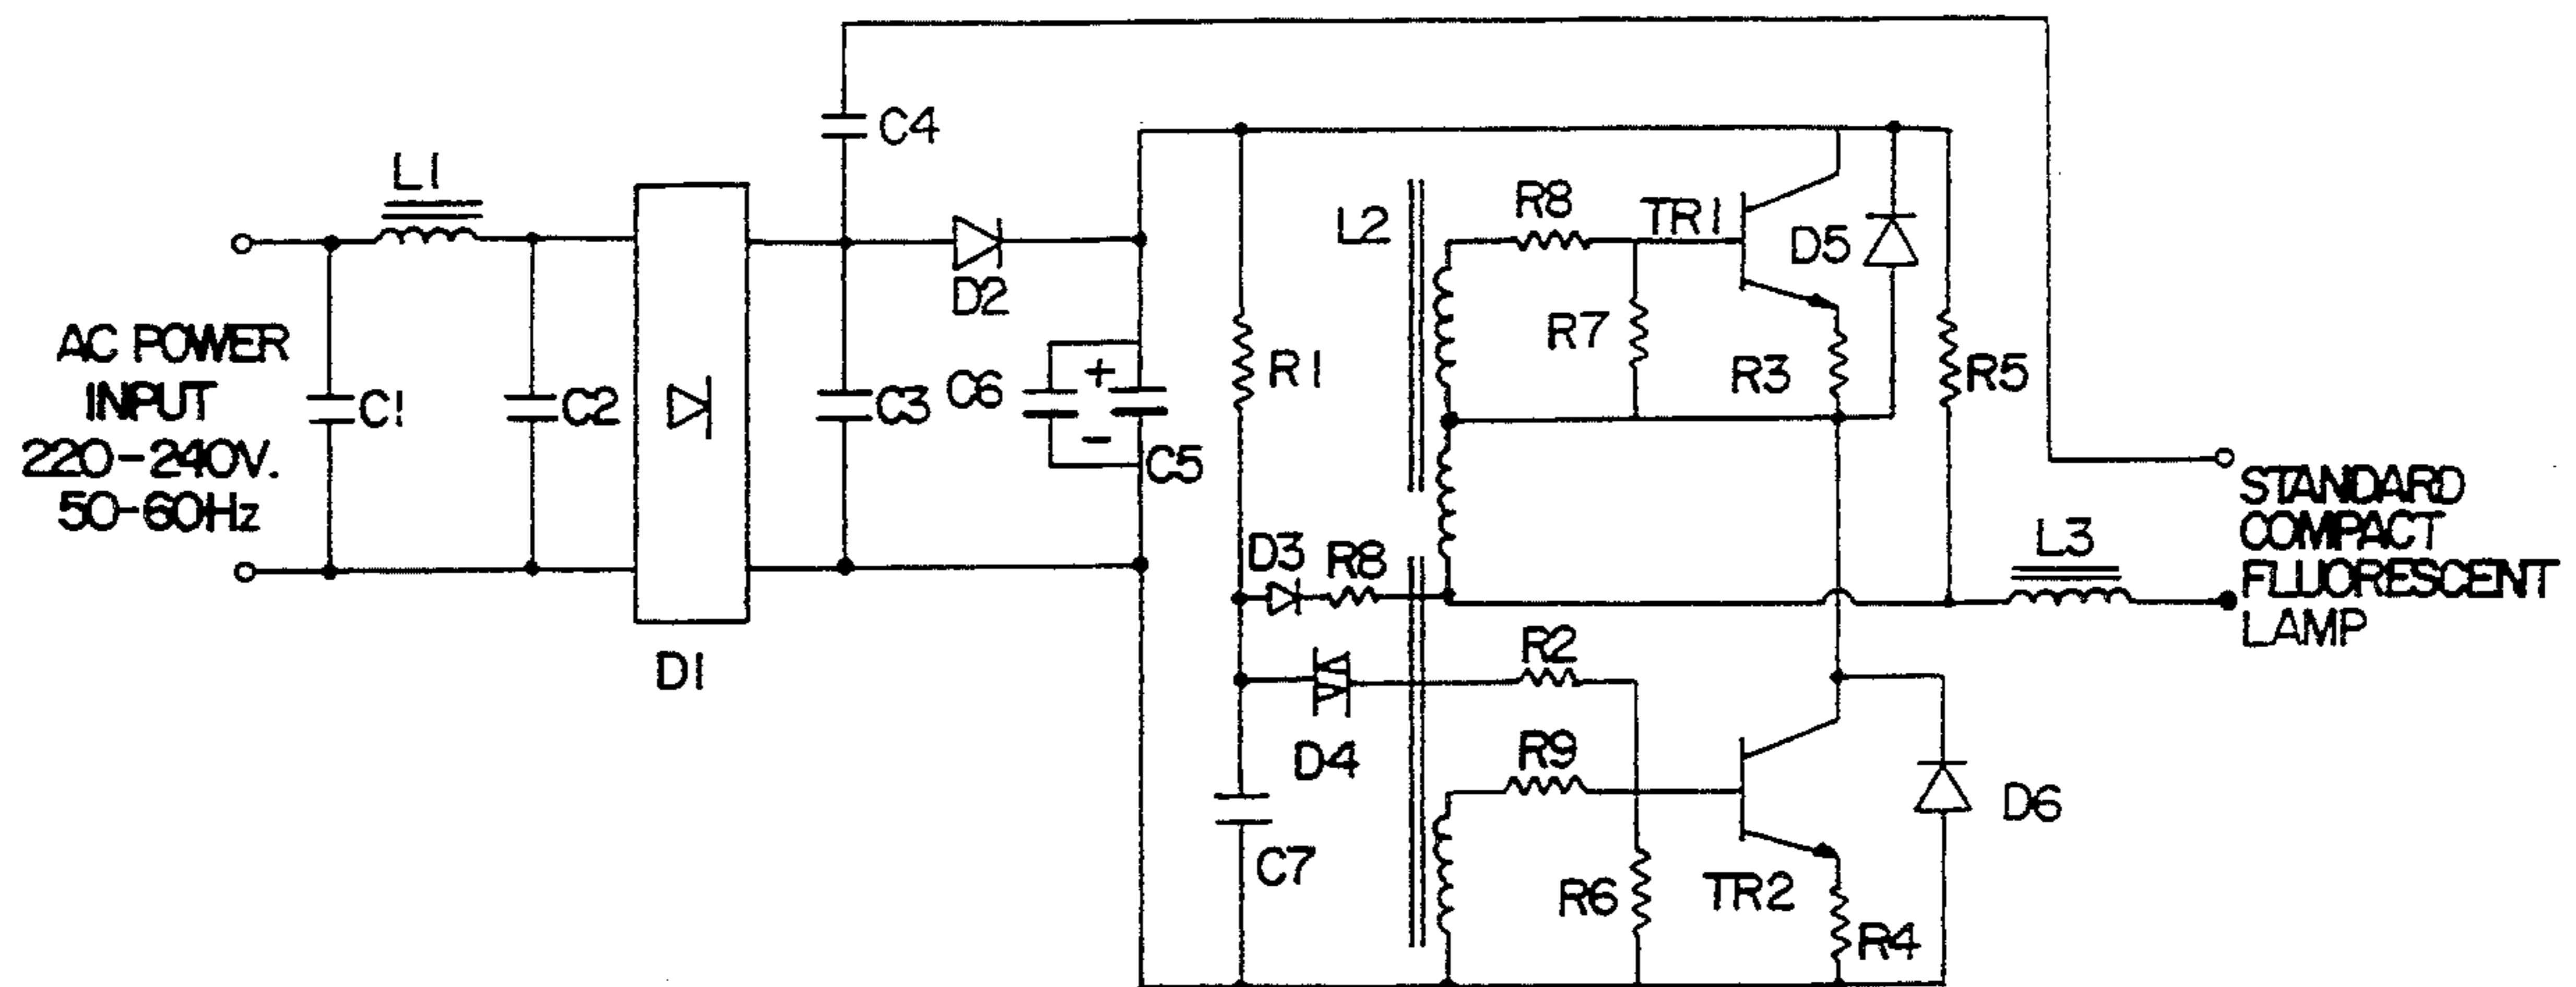 C4
L1
R8
TR1
L2
D5
D2
R7
R3
R1
R5
AC POWER
INPUT
220-240V.
50-60Hz
C1
C2
C3
C6
+
-
C5
D1
D3
R8
L3
STANDARD
COMPACT
FLUORESCENT
LAMP
R2
D4
R9
D6
C7
R6
TR2
R4